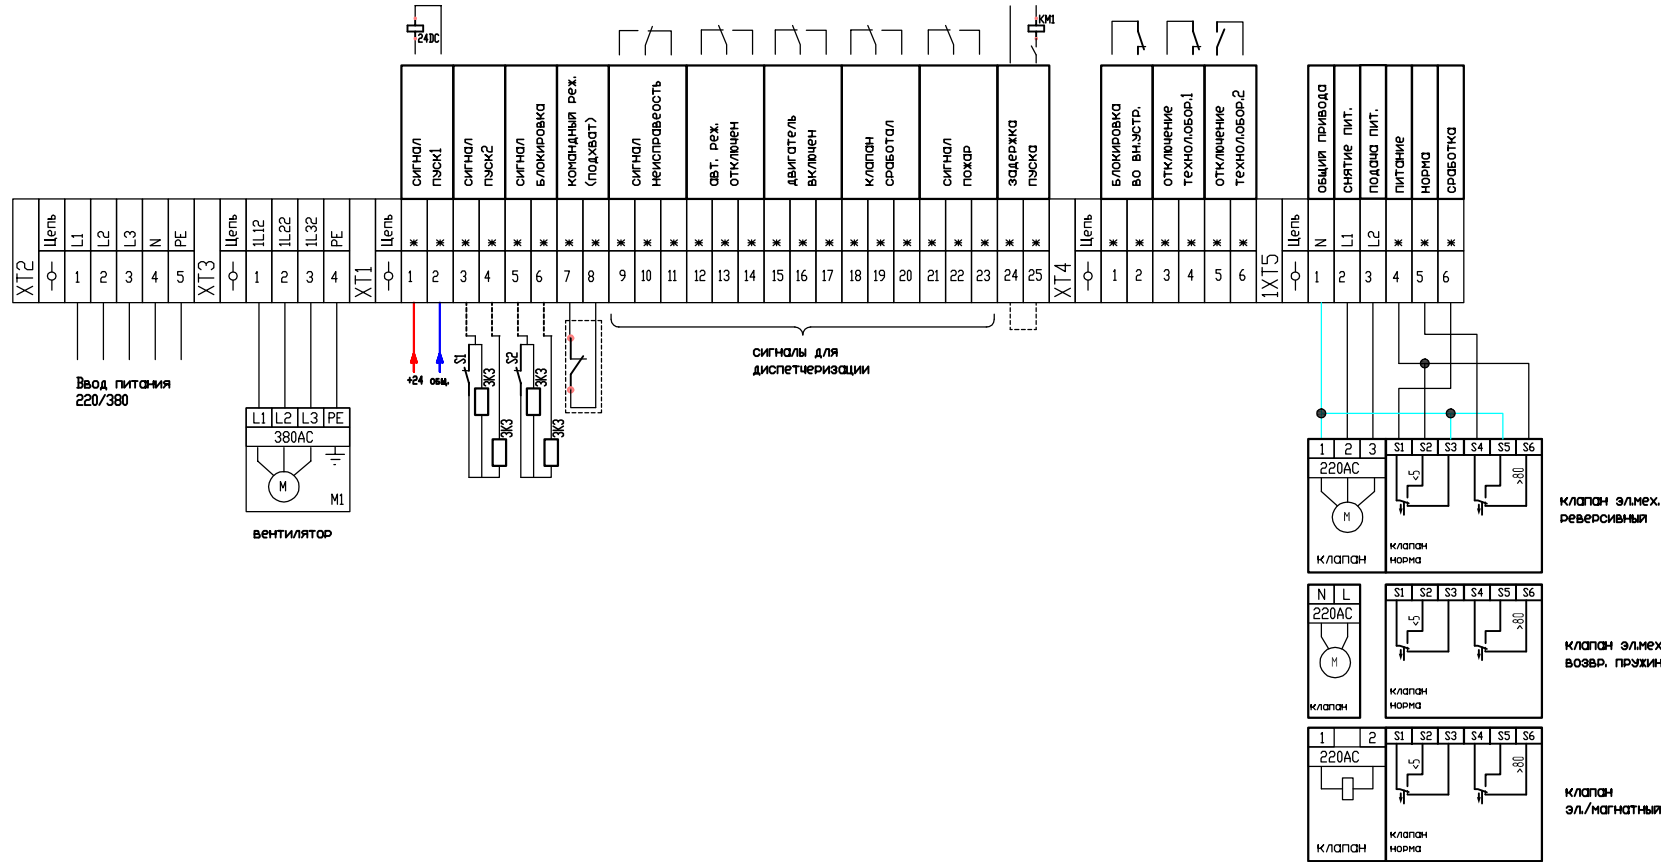 24DC
КМ1
сигнал
пуск1
сигнал
пуск2
сигнал
блокировка
командный реж.
(подхват)
сигнал
неисправеость
авт. реж.
отключен
двигатель
включен
клапан
сработал
сигнал
пожар
задержка
пуска
блокировка
во вн.устр.
отключение
технол.обор.1
отключение
технол.обор.2
общий привода
снятие пит.
подача пит.
питание
норма
сработка
XT2
Цепь
L1
L2
L3
N
PE
1 2 3 4 5
XT3
Цепь
1L12
1L22
1L32
PE
1 2 3 4
XT1
Цепь
* * * * * * * * * * * * * * * * * * * * * * * * *
1 2 3 4 5 6 7 8 9 10 11 12 13 14 15 16 17 18 19 20 21 22 23 24 25
XT4
Цепь
* * * * * *
1 2 3 4 5 6
1XT5
Цепь
N
L1
L2
* * *
1 2 3 4 5 6
Ввод питания
220/380
+24 общ.
S1
3К3
3К3
S2
3К3
3К3
сигналы для
диспетчеризации
L1 L2 L3 PE
380AC
M
M1
вентилятор
1 2 3 S1 S2 S3 S4 S5 S6
220AC
<5
>80
M
клапан
клапан
норма
клапан эл.мех.
реверсивный
N L S1 S2 S3 S4 S5 S6
220AC
<5
>80
M
клапан
клапан
норма
клапан эл.мех
возвр. пружин
1 2 S1 S2 S3 S4 S5 S6
220AC
<5
>80
клапан
клапан
норма
клапан
эл./магнатный